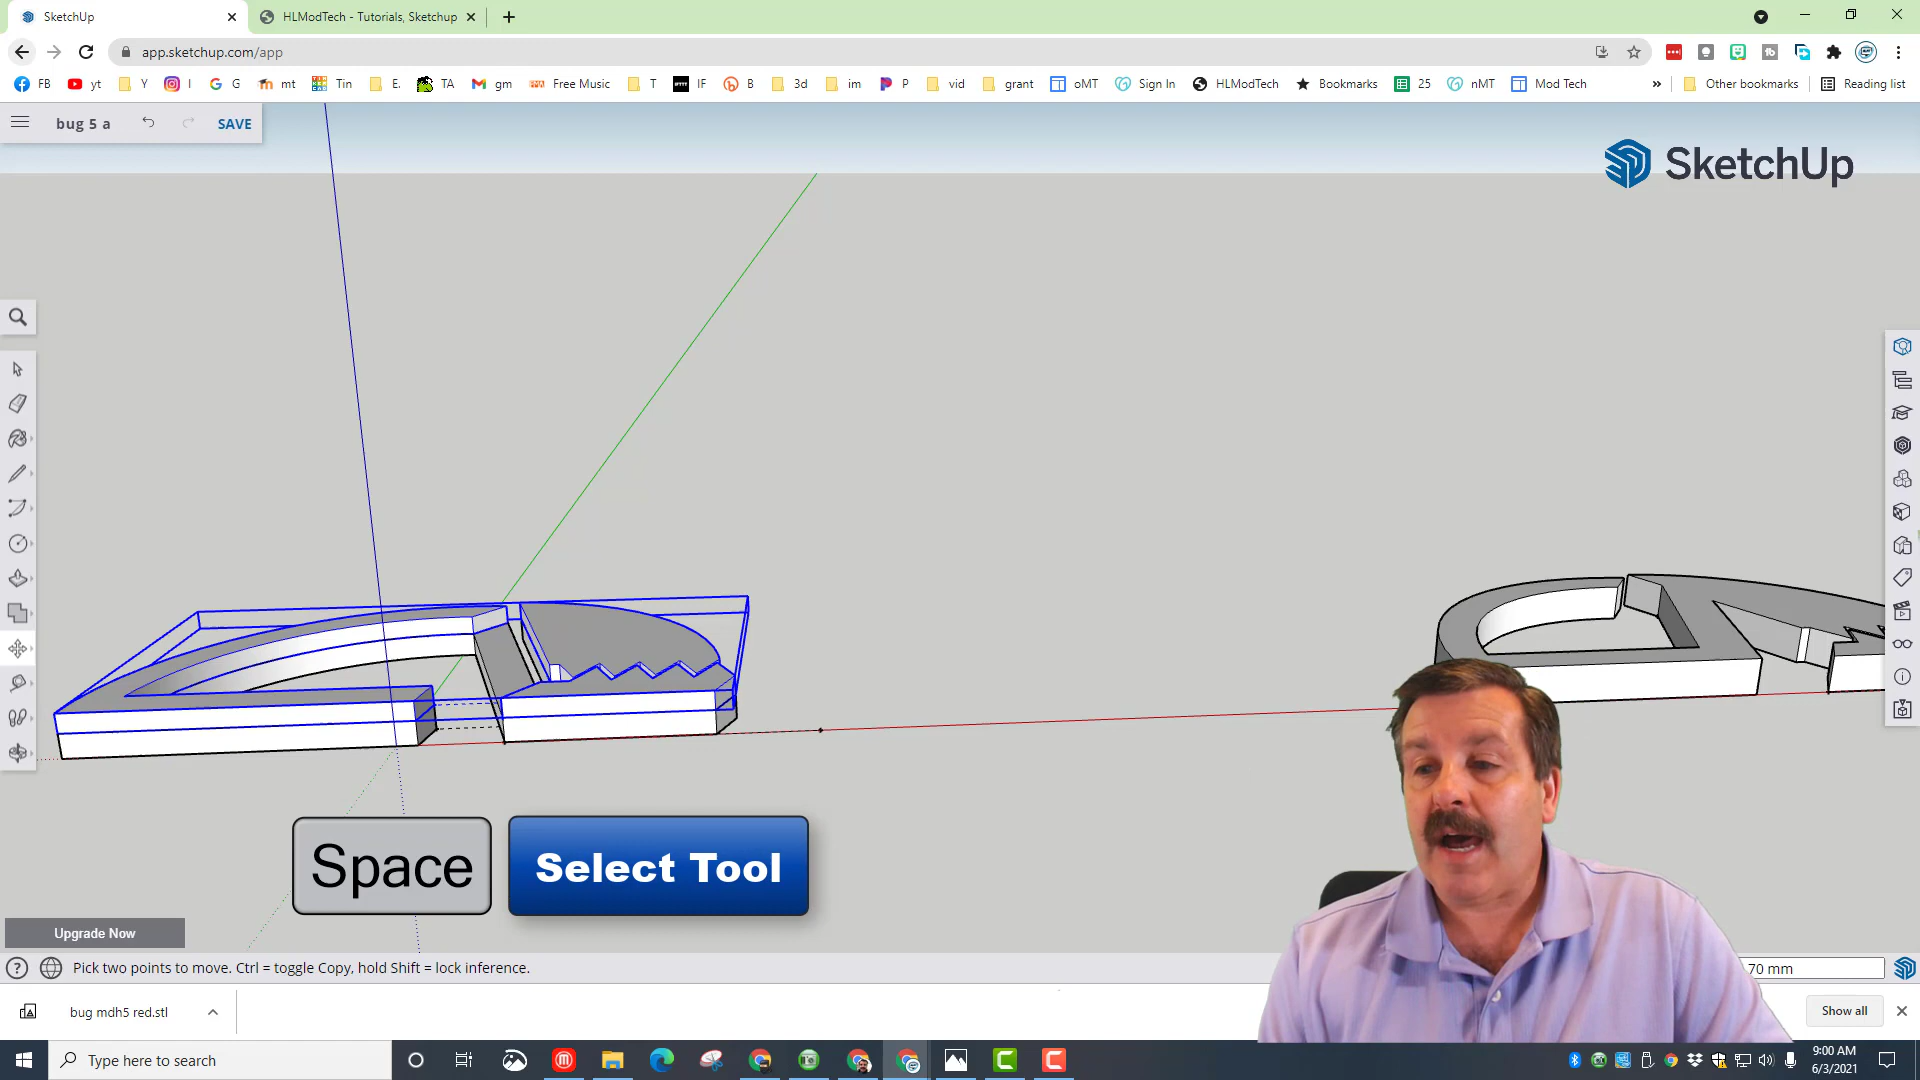 SketchUp
HLModTech - Tutorials, Sketchup
app.sketchup.com/app
FB
yt
Y
I
G
mt
Tin
E.
TA
gm
Free Music
T
IF
B
3d
im
P
vid
grant
oMT
Sign In
HLModTech
Bookmarks
25
nMT
Mod Tech
Other bookmarks
Reading list
bug 5 a
SAVE
SketchUp
Space
Select Tool
Upgrade Now
Pick two points to move. Ctrl = toggle Copy, hold Shift = lock inference.
70 mm
bug mdh5 red.stl
Show all
Type here to search
9:00 AM
6/3/2021